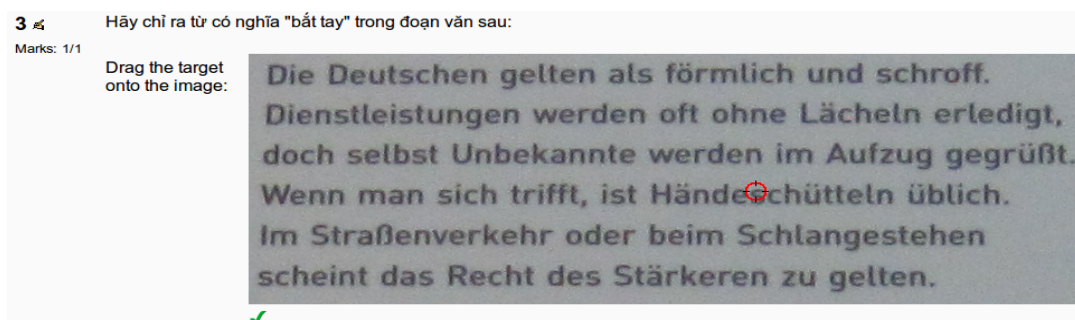 3 Hãy chỉ ra từ có nghĩa "bắt tay" trong đoạn văn sau:
Marks: 1/1
Drag the target
onto the image:
Die Deutschen gelten als förmlich und schroff.
Dienstleistungen werden oft ohne Lächeln erledigt,
doch selbst Unbekannte werden im Aufzug gegrüßt.
Wenn man sich trifft, ist Händeschütteln üblich.
Im Straßenverkehr oder beim Schlangestehen
scheint das Recht des Stärkeren zu gelten.